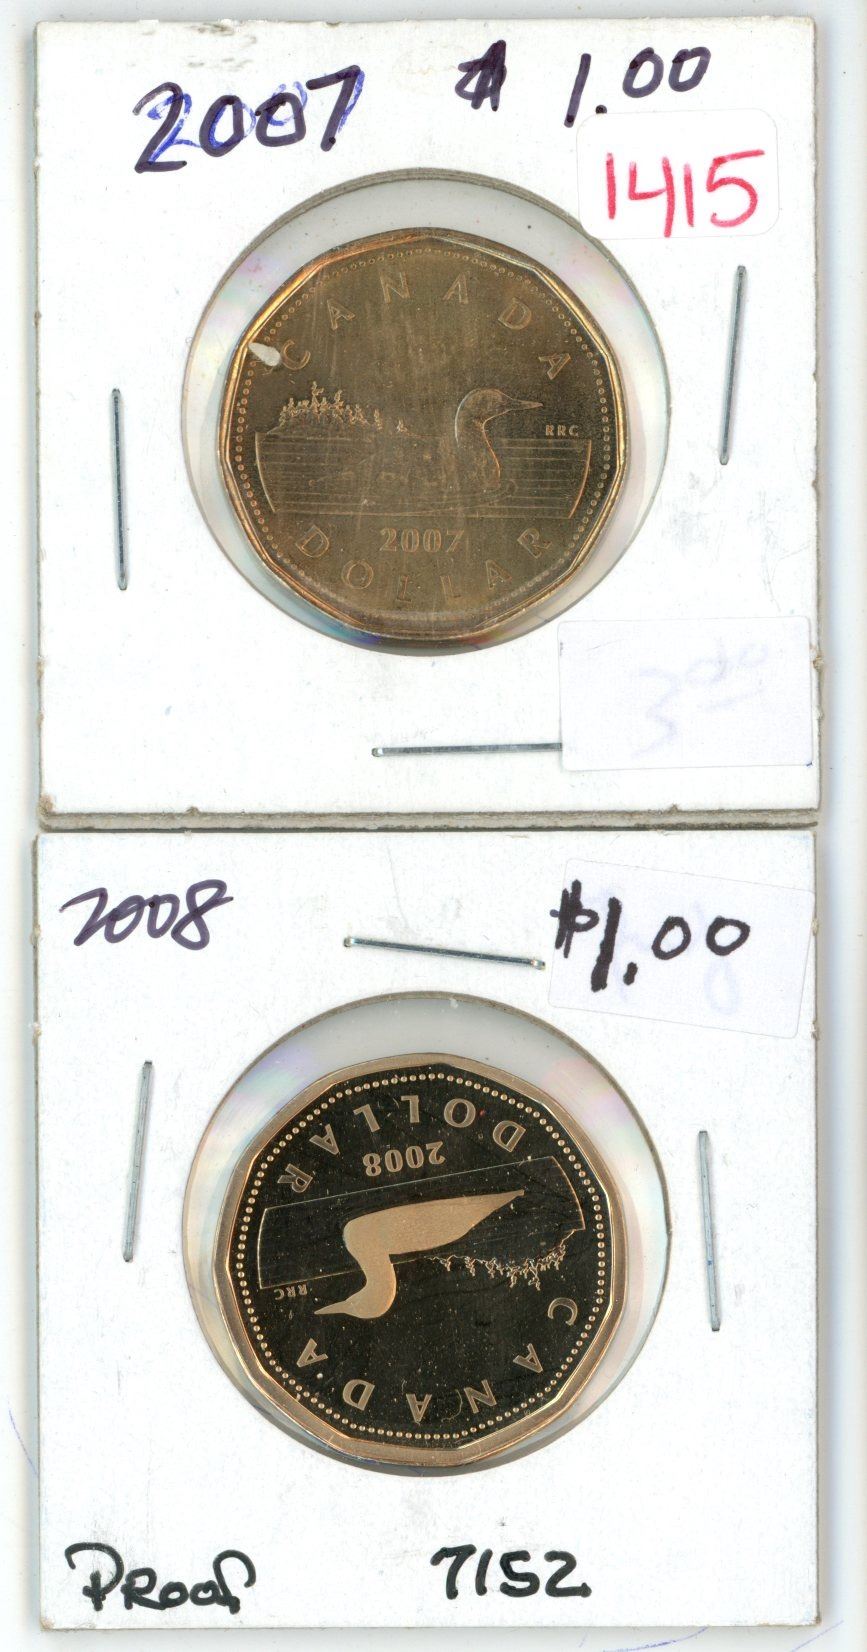 2007 $ 1.00
1415
CANADA
RRC
2007
DOLLAR
3.00
2008
$1.00
DOLLAR
2008
RRC
CANADA
PROOF 7152